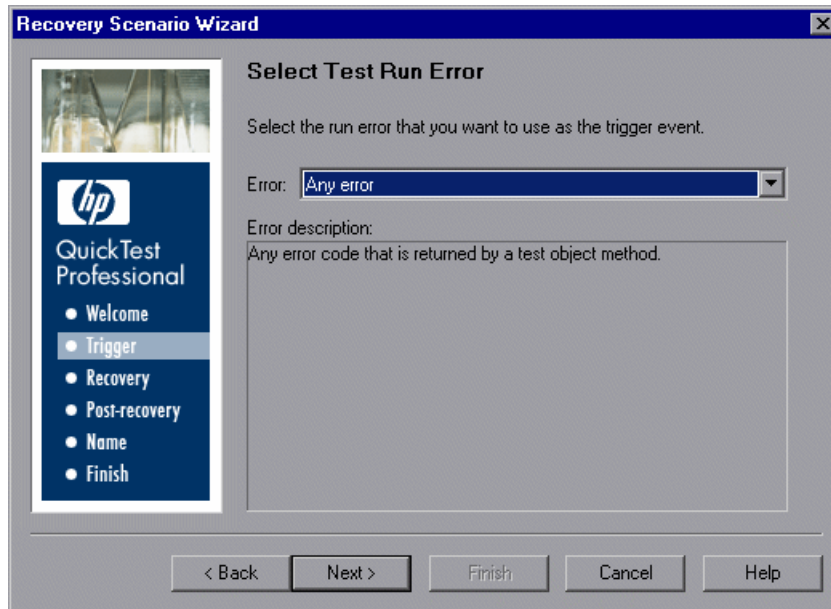 Recovery Scenario Wizard
hp
QuickTest
Professional
Welcome
Trigger
Recovery
Post-recovery
Name
Finish
Select Test Run Error
Select the run error that you want to use as the trigger event.
Error: Any error
Error description:
Any error code that is returned by a test object method.
< Back Next > Finish Cancel Help